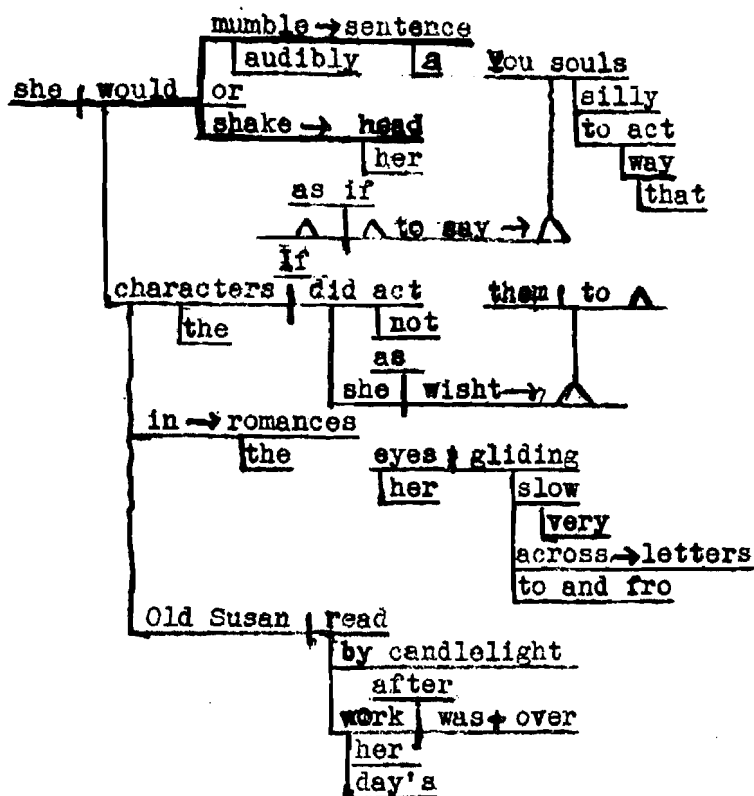 mumble → sentence
audibly a You souls
she would or silly
shake → head to act
her way
as if that
to say →
If
characters did act them to
the not
as
she wisht →
in → romances
the eyes gliding
her slow
very
across → letters
to and fro
Old Susan read
by candlelight
after
work was over
her
day's